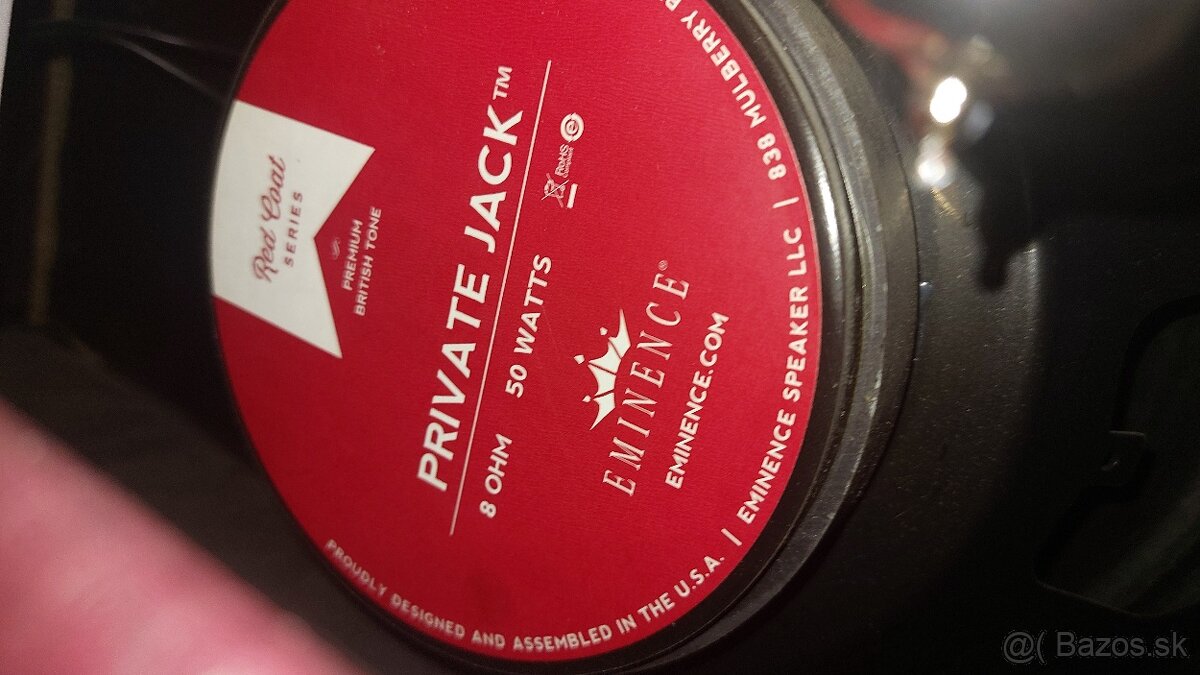 Red Coat
SERIES
PREMIUM
BRITISH TONE
PRIVATE JACK™
8 OHM 50 WATTS
RoHS
e
EMINENCE®
EMINENCE.COM
PROUDLY DESIGNED AND ASSEMBLED IN THE U.S.A. | EMINENCE SPEAKER LLC | 838 MULBERRY
@( Bazos.sk